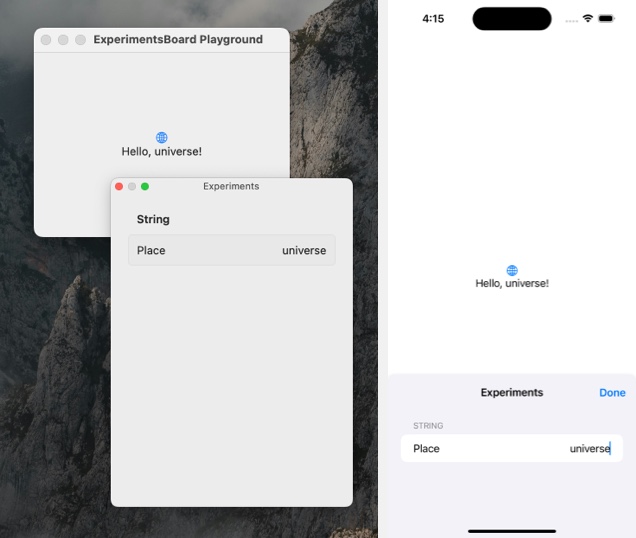 ExperimentsBoard Playground
Hello, universe!
Experiments
String
Place universe
4:15
Hello, universe!
Experiments
Done
STRING
Place universe